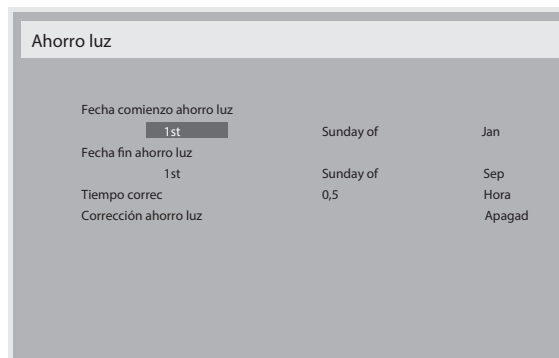 Ahorro luz
Fecha comienzo ahorro luz
1st Sunday of Jan
Fecha fin ahorro luz
1st Sunday of Sep
Tiempo correc 0,5 Hora
Corrección ahorro luz Apagad